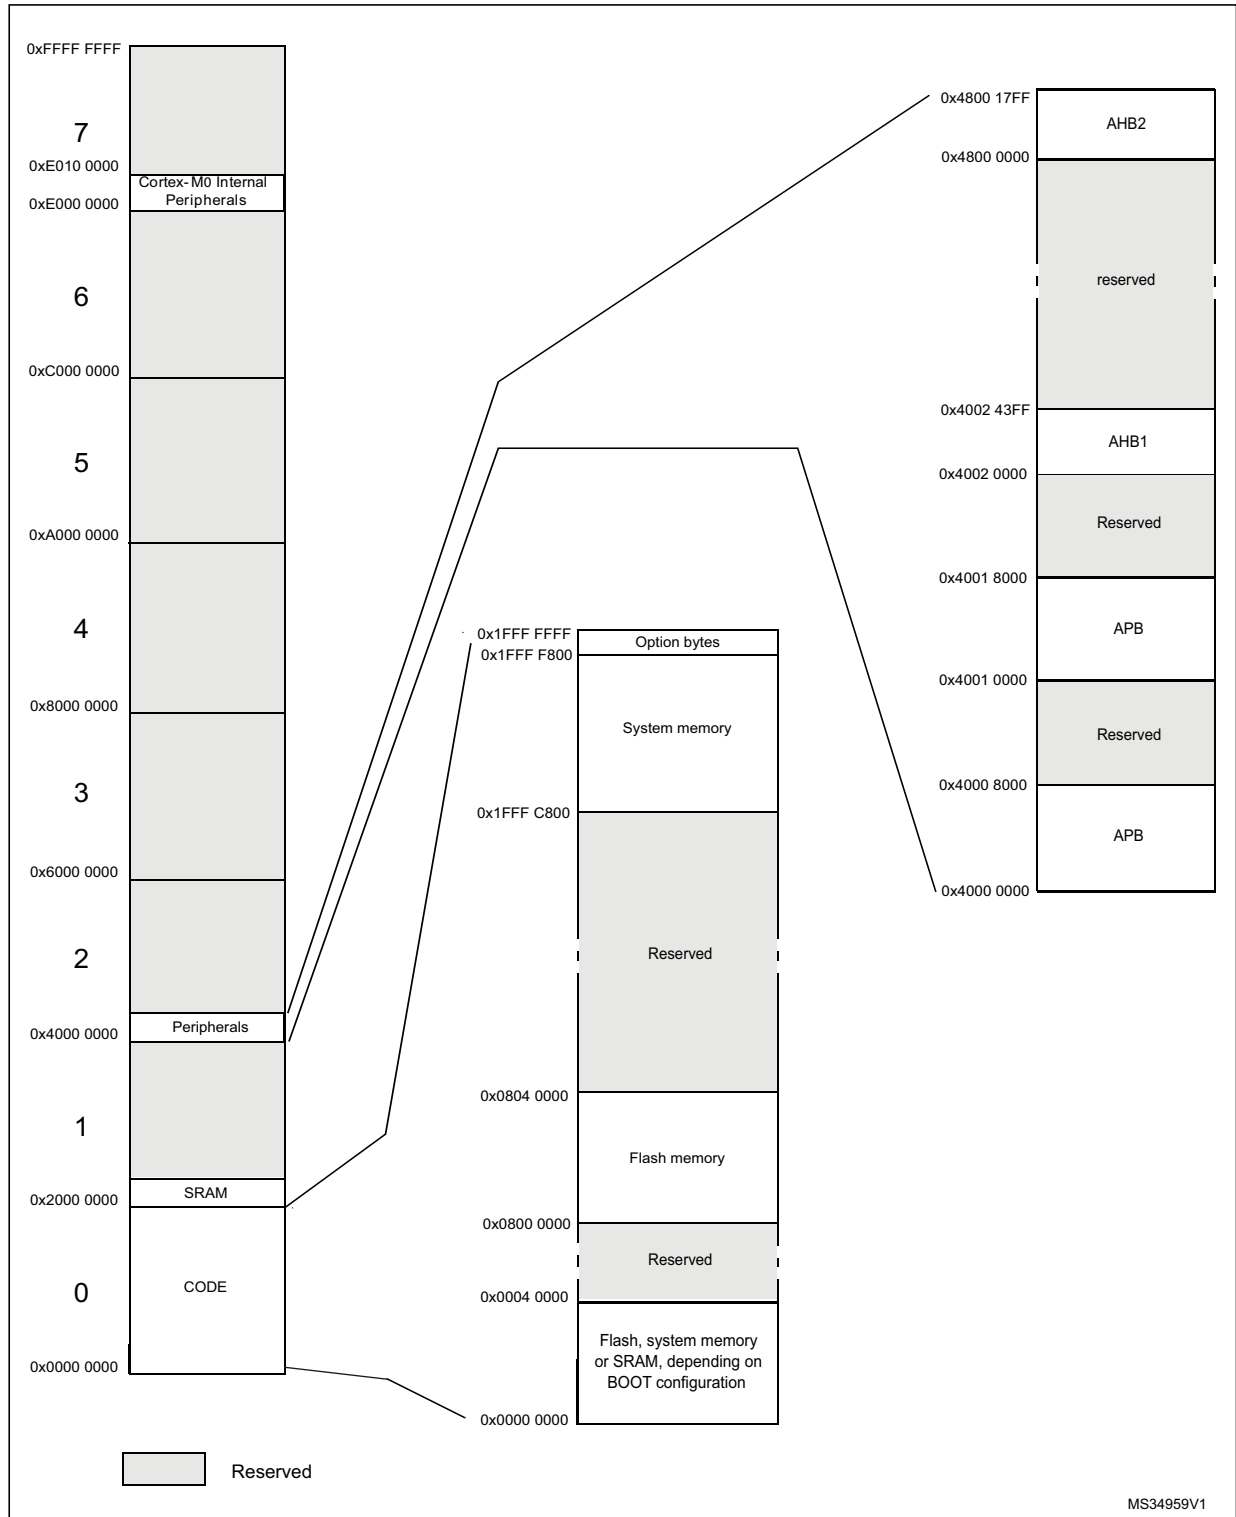 0xFFFF FFFF
7
0xE010 0000
Cortex-M0 Internal
Peripherals
0xE000 0000
6
0xC000 0000
5
0xA000 0000
4
0x8000 0000
3
0x6000 0000
2
Peripherals
0x4000 0000
1
SRAM
0x2000 0000
0
CODE
0x0000 0000
Reserved
0x1FFF FFFF
Option bytes
0x1FFF F800
System memory
0x1FFF C800
Reserved
0x0804 0000
Flash memory
0x0800 0000
Reserved
0x0004 0000
Flash, system memory
or SRAM, depending on
BOOT configuration
0x0000 0000
0x4800 17FF
AHB2
0x4800 0000
reserved
0x4002 43FF
AHB1
0x4002 0000
Reserved
0x4001 8000
APB
0x4001 0000
Reserved
0x4000 8000
APB
0x4000 0000
MS34959V1